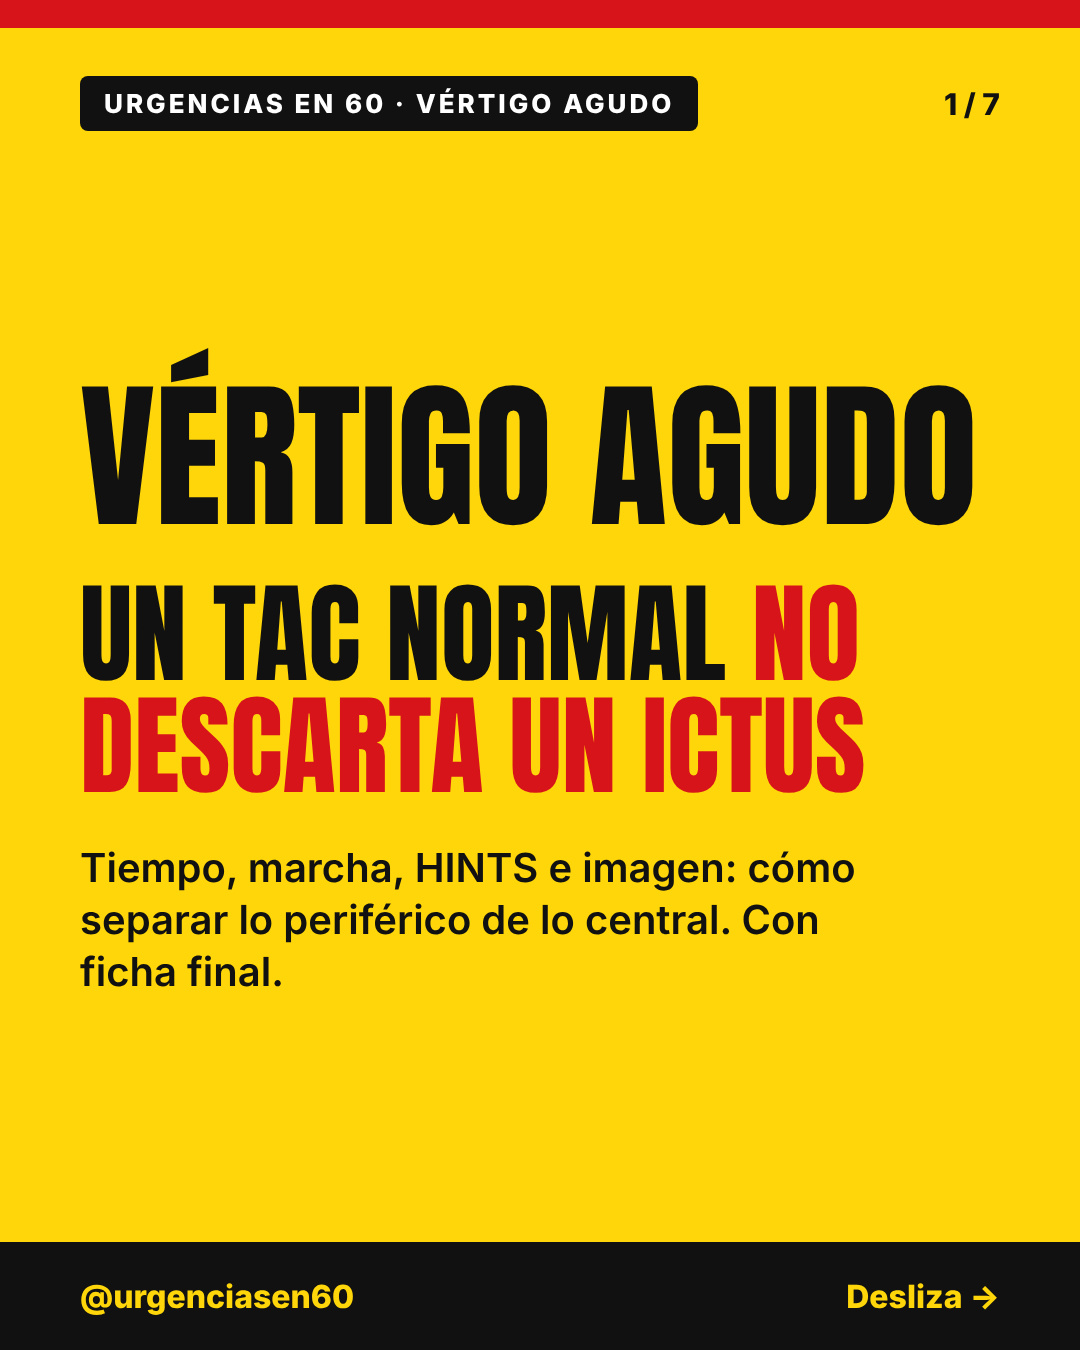 URGENCIAS EN 60 · VÉRTIGO AGUDO
1/7
VÉRTIGO AGUDO
UN TAC NORMAL NO
DESCARTA UN ICTUS
Tiempo, marcha, HINTS e imagen: cómo
separar lo periférico de lo central. Con
ficha final.
@urgenciasen60
Desliza →